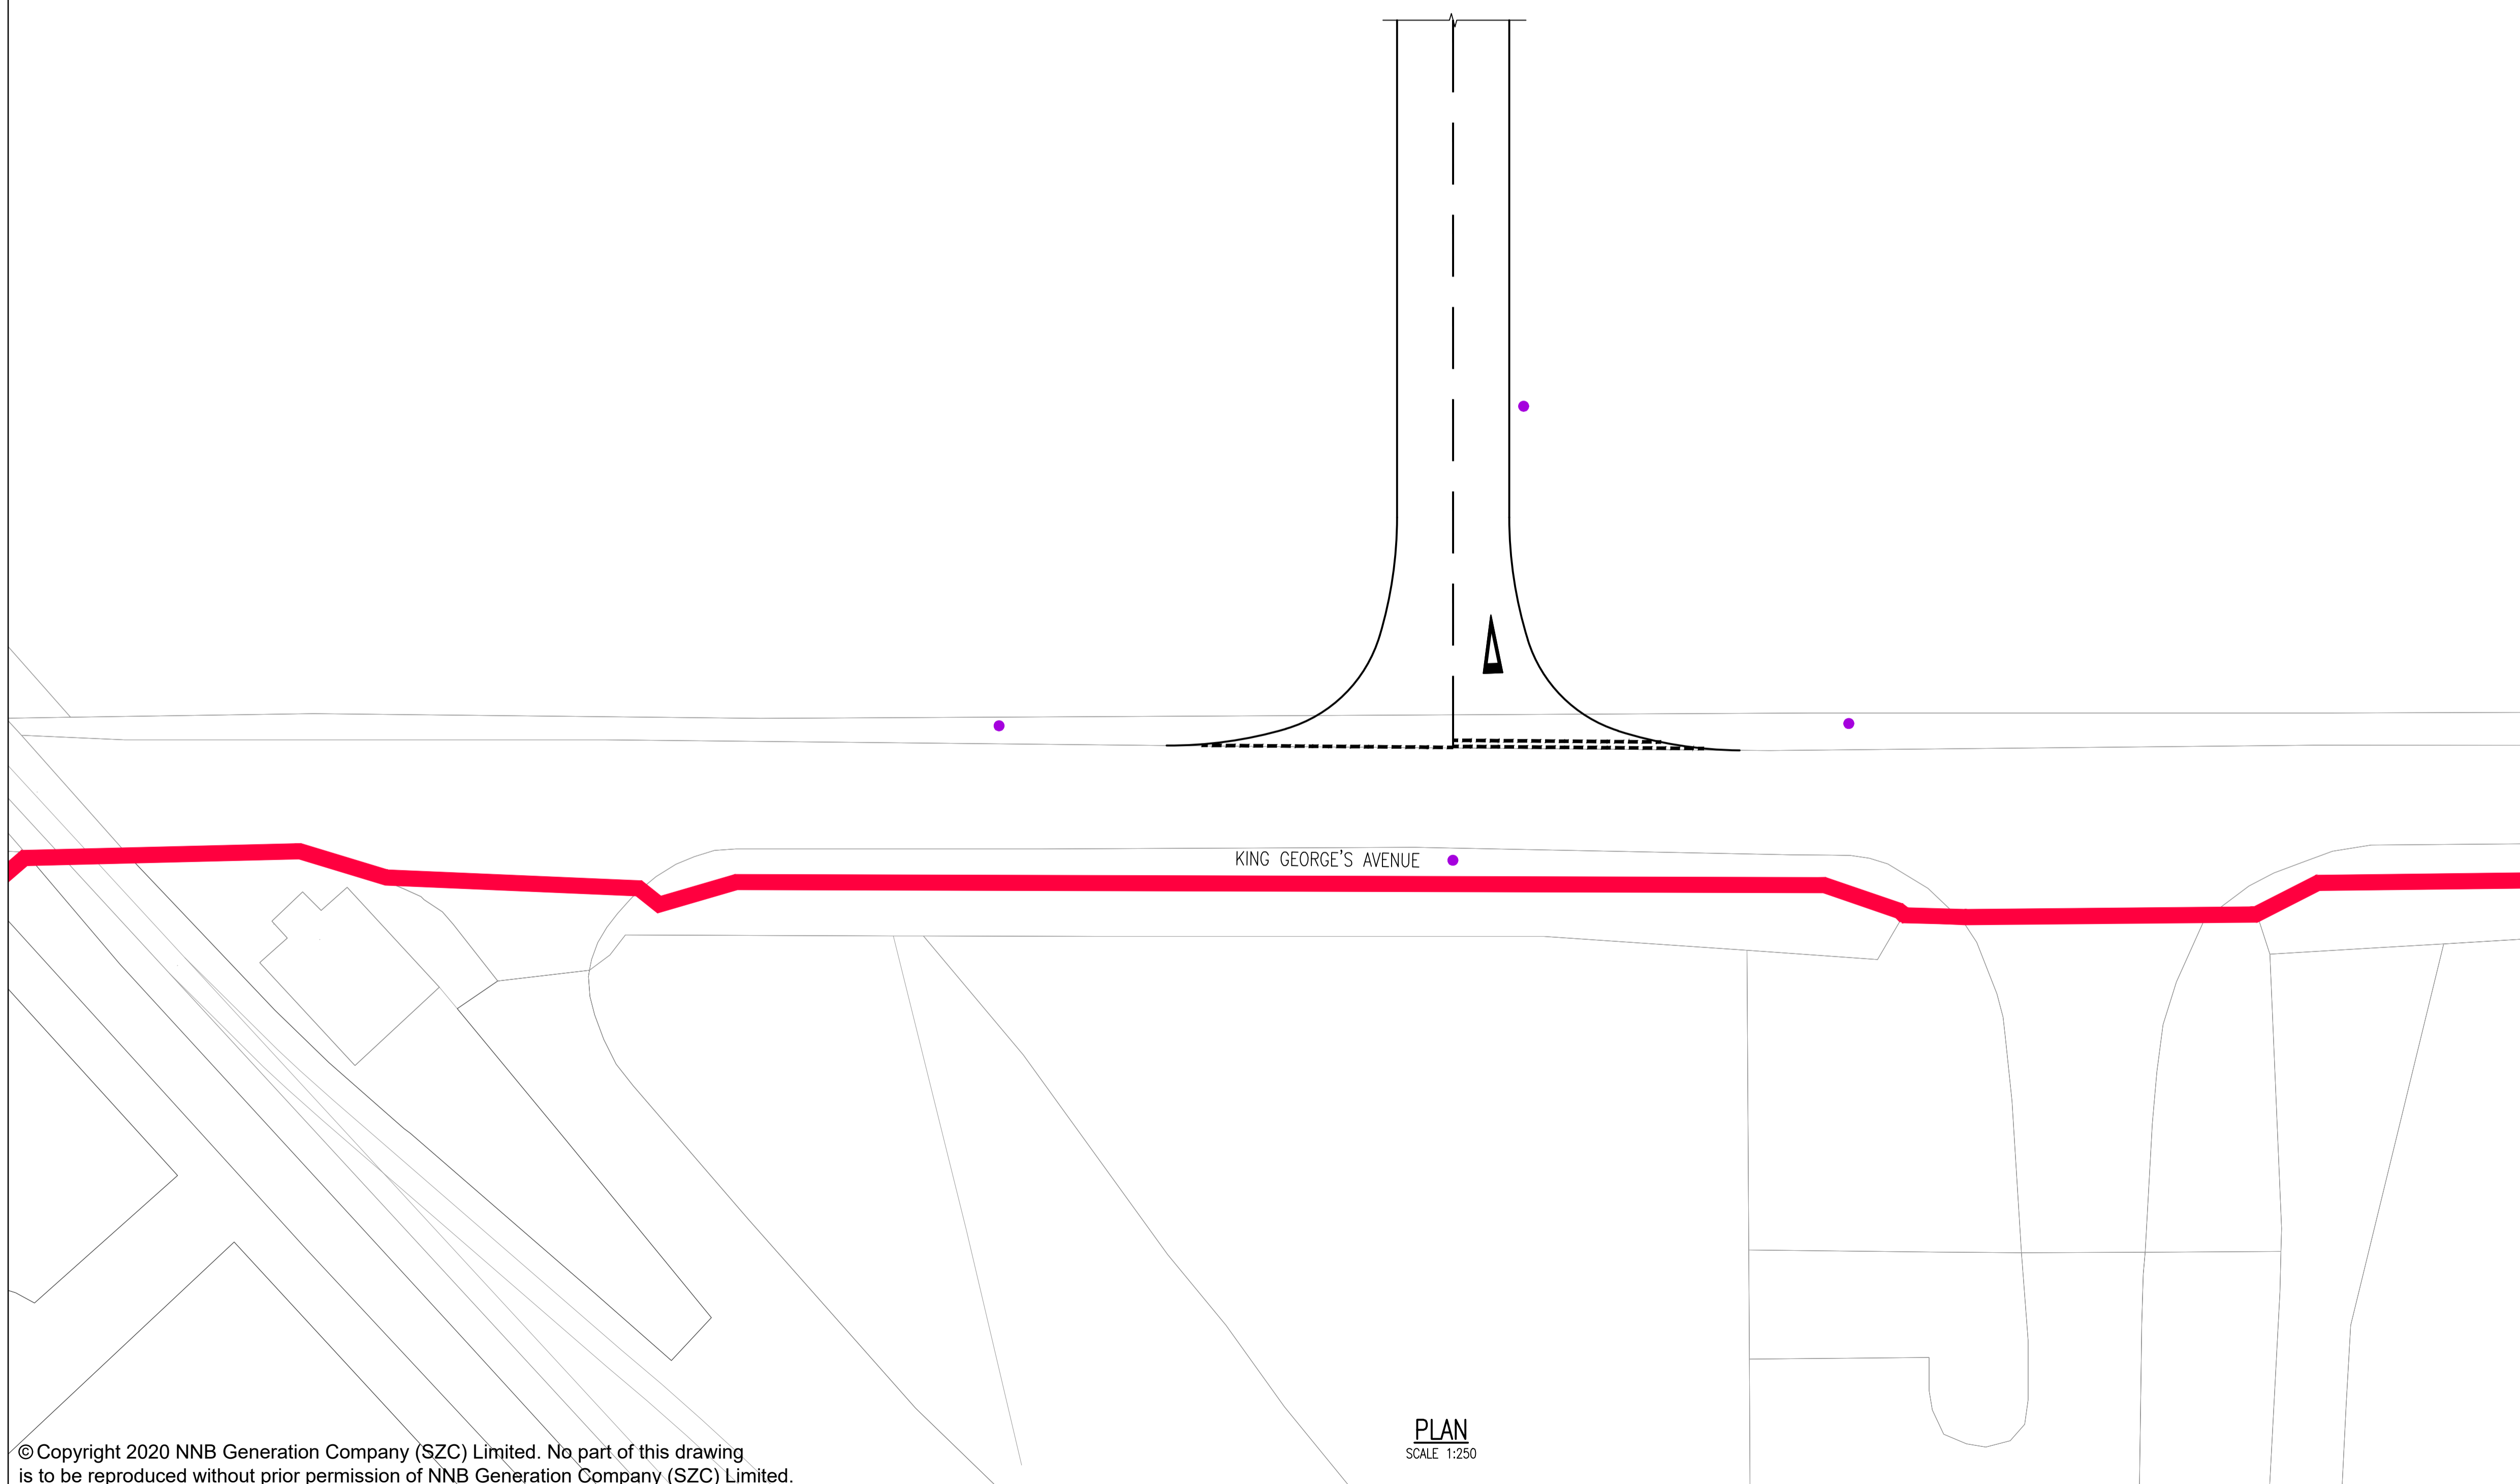 KING GEORGE'S AVENUE
PLAN
SCALE 1:250
© Copyright 2020 NNB Generation Company (SZC) Limited. No part of this drawing
is to be reproduced without prior permission of NNB Generation Company (SZC) Limited.